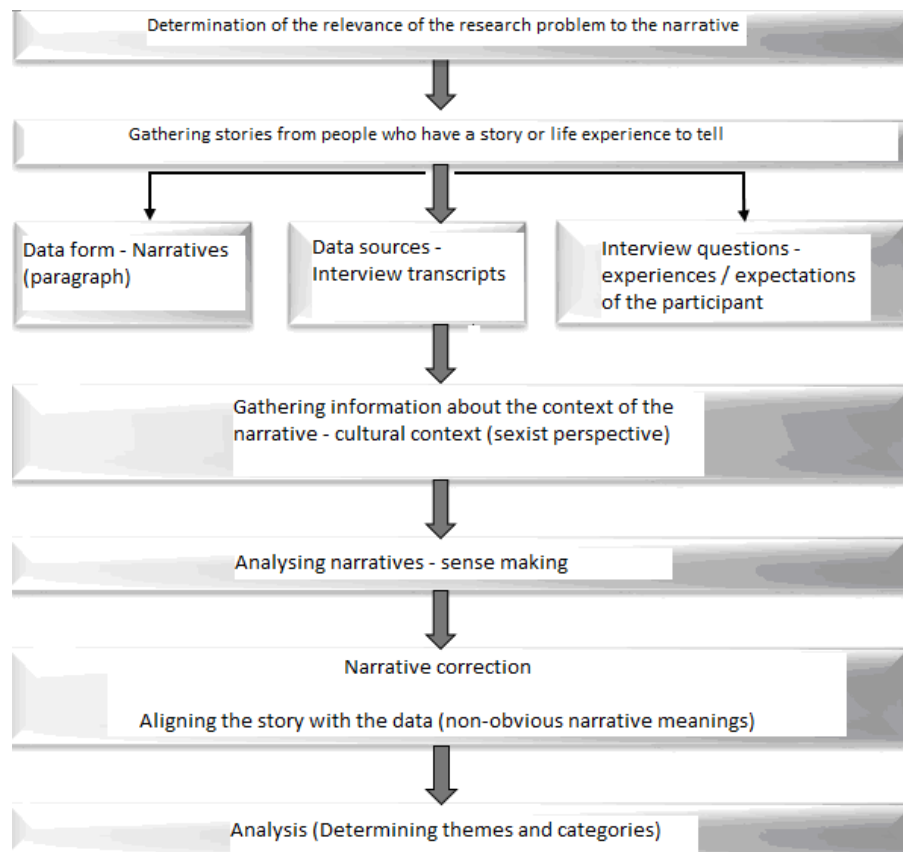 Determination of the relevance of the research problem to the narrative
Gathering stories from people who have a story or life experience to tell
Data form - Narratives
(paragraph)
Data sources -
Interview transcripts
Interview questions -
experiences / expectations
of the participant
Gathering information about the context of the
narrative - cultural context (sexist perspective)
Analysing narratives - sense making
Narrative correction
Aligning the story with the data (non-obvious narrative meanings)
Analysis (Determining themes and categories)